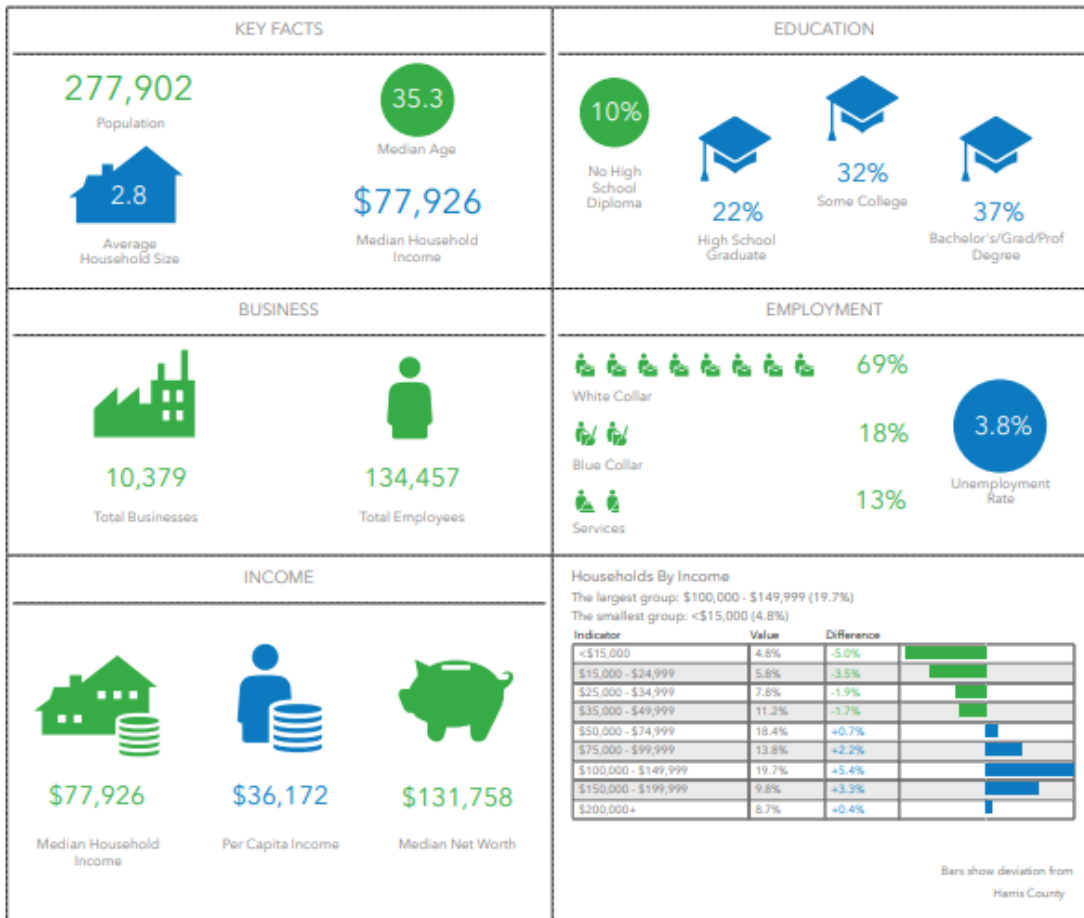 KEY FACTS
277,902
Population
35.3
Median Age
2.8
Average
Household Size
$77,926
Median Household
Income
EDUCATION
10%
No High
School
Diploma
22%
High School
Graduate
32%
Some College
37%
Bachelor's/Grad/Prof
Degree
BUSINESS
10,379
Total Businesses
134,457
Total Employees
EMPLOYMENT
69%
White Collar
18%
Blue Collar
13%
Services
3.8%
Unemployment
Rate
INCOME
$77,926
Median Household
Income
$36,172
Per Capita Income
$131,758
Median Net Worth
Households By Income
The largest group: $100,000 - $149,999 (19.7%)
The smallest group: <$15,000 (4.8%)
Indicator Value Difference
<$15,000 4.8% -5.0%
$15,000 - $24,999 5.8% -3.5%
$25,000 - $34,999 7.8% -1.9%
$35,000 - $49,999 11.2% -1.7%
$50,000 - $74,999 18.4% +0.7%
$75,000 - $99,999 13.8% +2.2%
$100,000 - $149,999 19.7% +5.4%
$150,000 - $199,999 9.8% +3.3%
$200,000+ 8.7% +0.4%
Bars show deviation from
Harris County